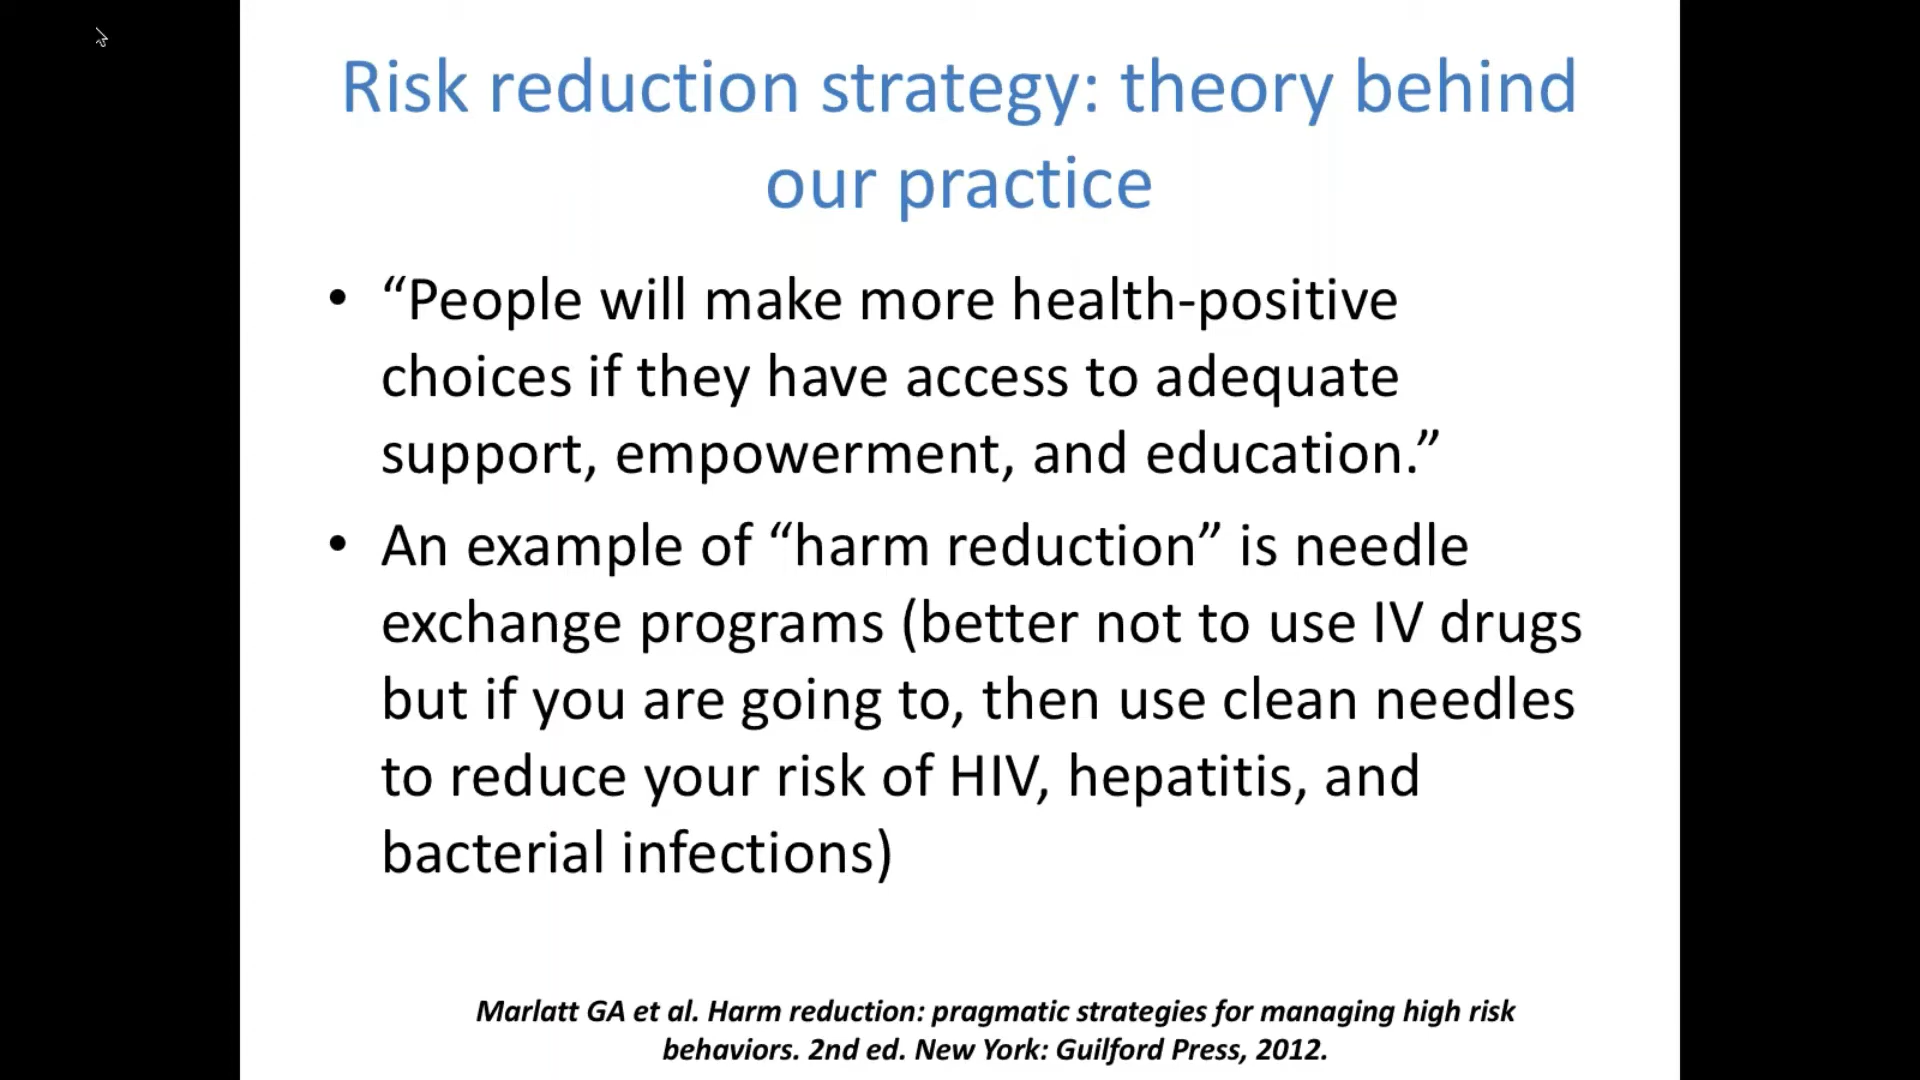 Risk reduction strategy: theory behind
our practice
• “People will make more health-positive
choices if they have access to adequate
support, empowerment, and education.”
• An example of “harm reduction” is needle
exchange programs (better not to use IV drugs
but if you are going to, then use clean needles
to reduce your risk of HIV, hepatitis, and
bacterial infections)
Marlatt GA et al. Harm reduction: pragmatic strategies for managing high risk
behaviors. 2nd ed. New York: Guilford Press, 2012.